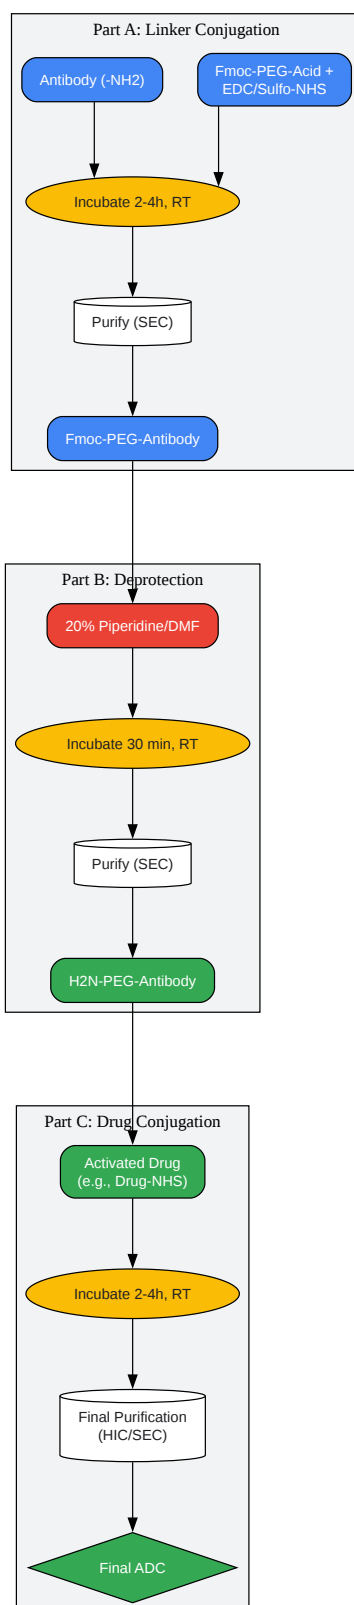 Part A: Linker Conjugation
Antibody (-NH2)
Fmoc-PEG-Acid +
EDC/Sulfo-NHS
Incubate 2-4h, RT
Purify (SEC)
Fmoc-PEG-Antibody
Part B: Deprotection
20% Piperidine/DMF
Incubate 30 min, RT
Purify (SEC)
H2N-PEG-Antibody
Part C: Drug Conjugation
Activated Drug
(e.g., Drug-NHS)
Incubate 2-4h, RT
Final Purification
(HIC/SEC)
Final ADC